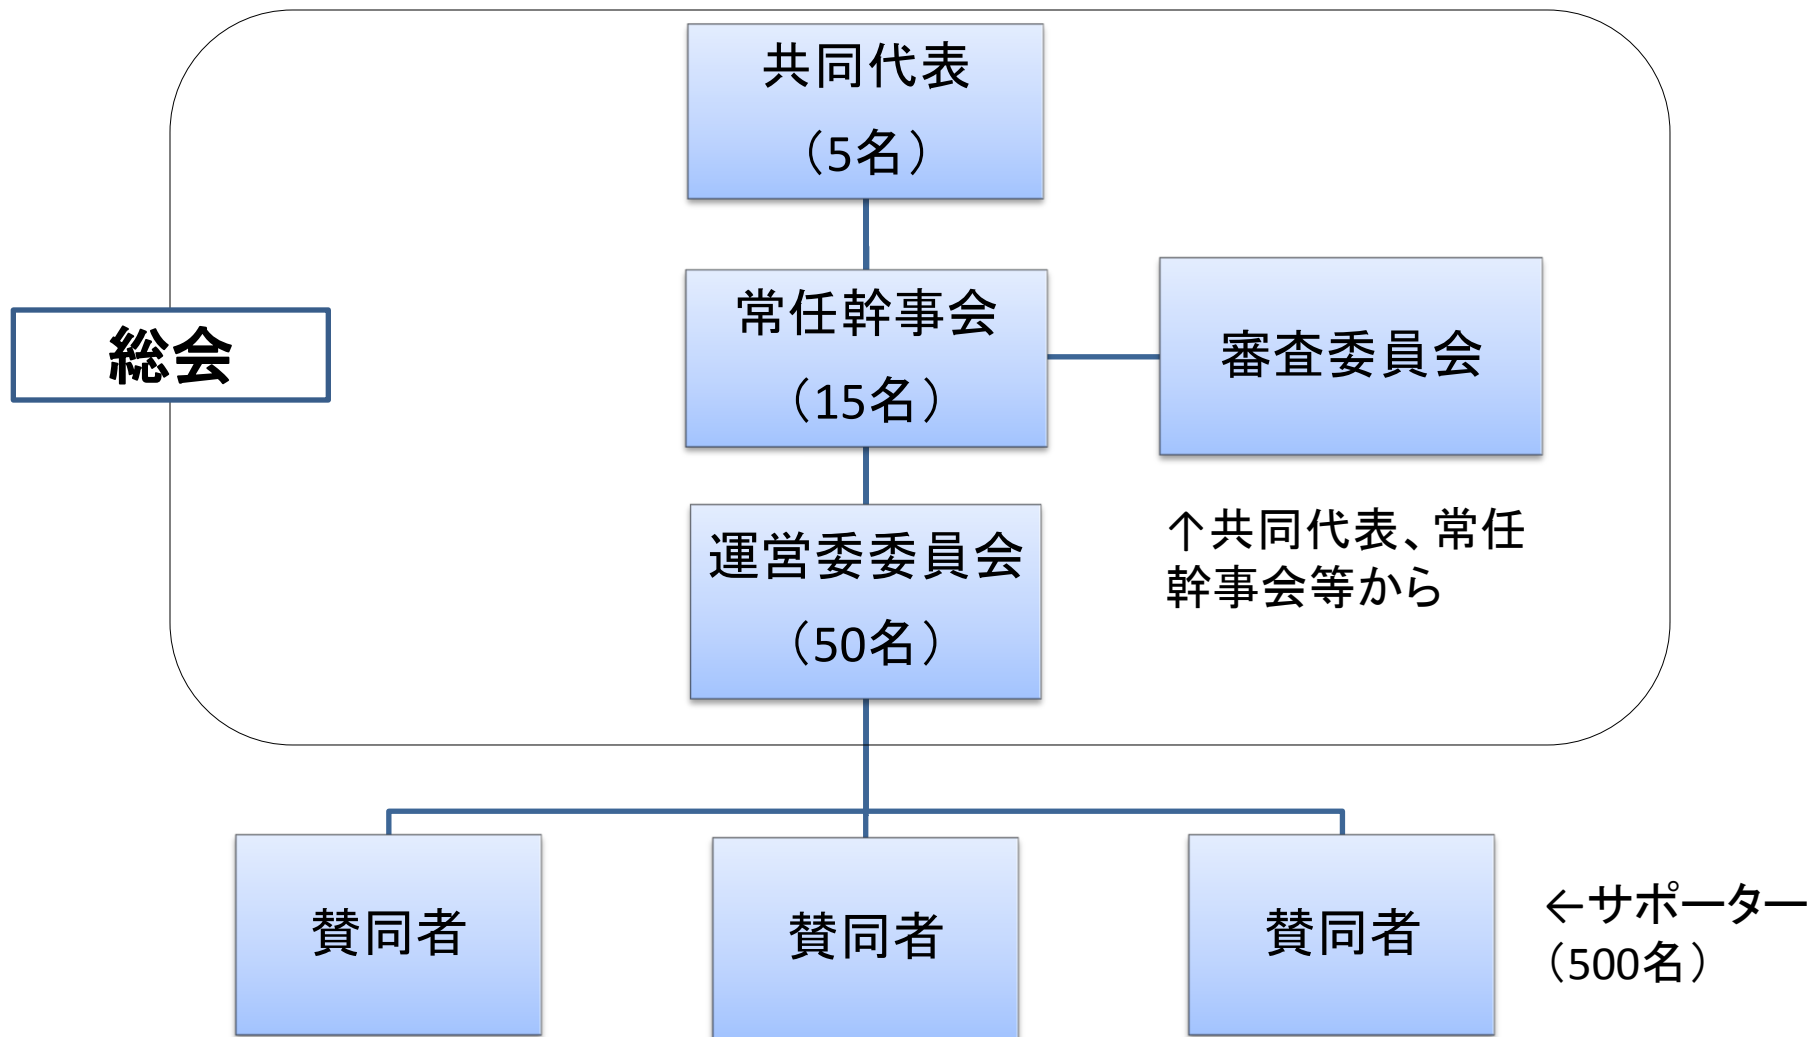 共同代表
（5名）
総会
常任幹事会
（15名）
審査委員会
↑共同代表、常任
幹事会等から
運営委委員会
（50名）
賛同者
賛同者
賛同者
←サポーター
（500名）